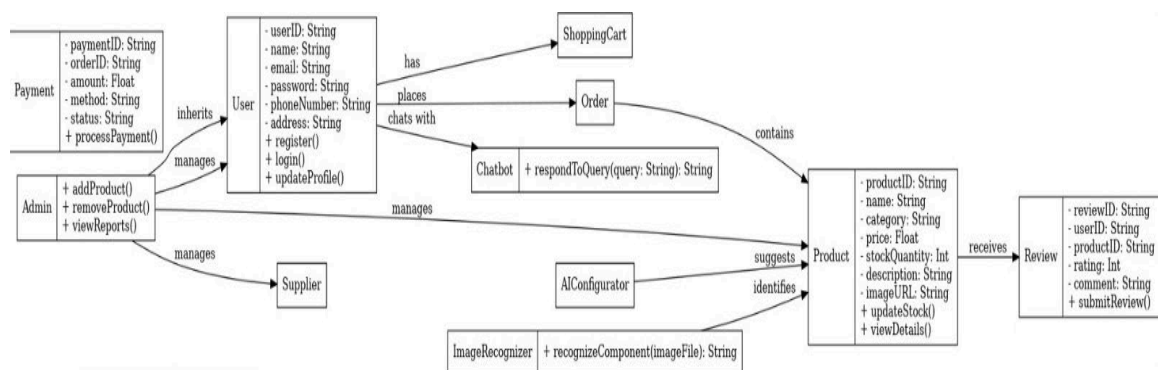 Payment
- paymentID: String
- orderID: String
- amount: Float
- method: String
- status: String
+ processPayment()
User
- userID: String
- name: String
- email: String
- password: String
- phoneNumber: String
- address: String
+ register()
+ login()
+ updateProfile()
inherits
manages
Admin
+ addProduct()
+ removeProduct()
+ viewReports()
manages
Supplier
has
ShoppingCart
places
Order
chats with
Chatbot
+ respondToQuery(query: String): String
contains
manages
AIConfigurator
suggests
identifies
ImageRecognizer
+ recognizeComponent(imageFile): String
Product
- productID: String
- name: String
- category: String
- price: Float
- stockQuantity: Int
- description: String
- imageURL: String
+ updateStock()
+ viewDetails()
receives
Review
- reviewID: String
- userID: String
- productID: String
- rating: Int
- comment: String
+ submitReview()